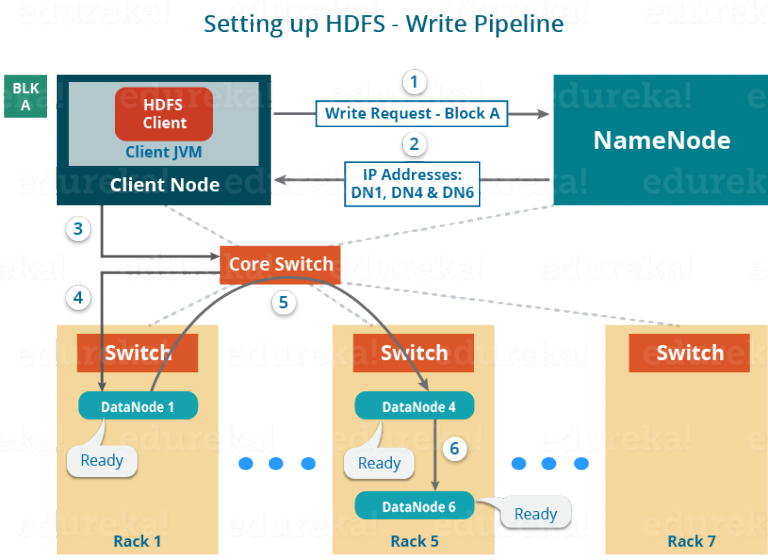 Setting up HDFS - Write Pipeline
BLK
A
HDFS
Client
Client JVM
Client Node
1
Write Request - Block A
2
IP Addresses:
DN1, DN4 & DN6
NameNode
3
Core Switch
4
5
Switch
Switch
Switch
DataNode 1
DataNode 4
Ready
Ready
6
DataNode 6
Ready
Rack 1
Rack 5
Rack 7
edureka!